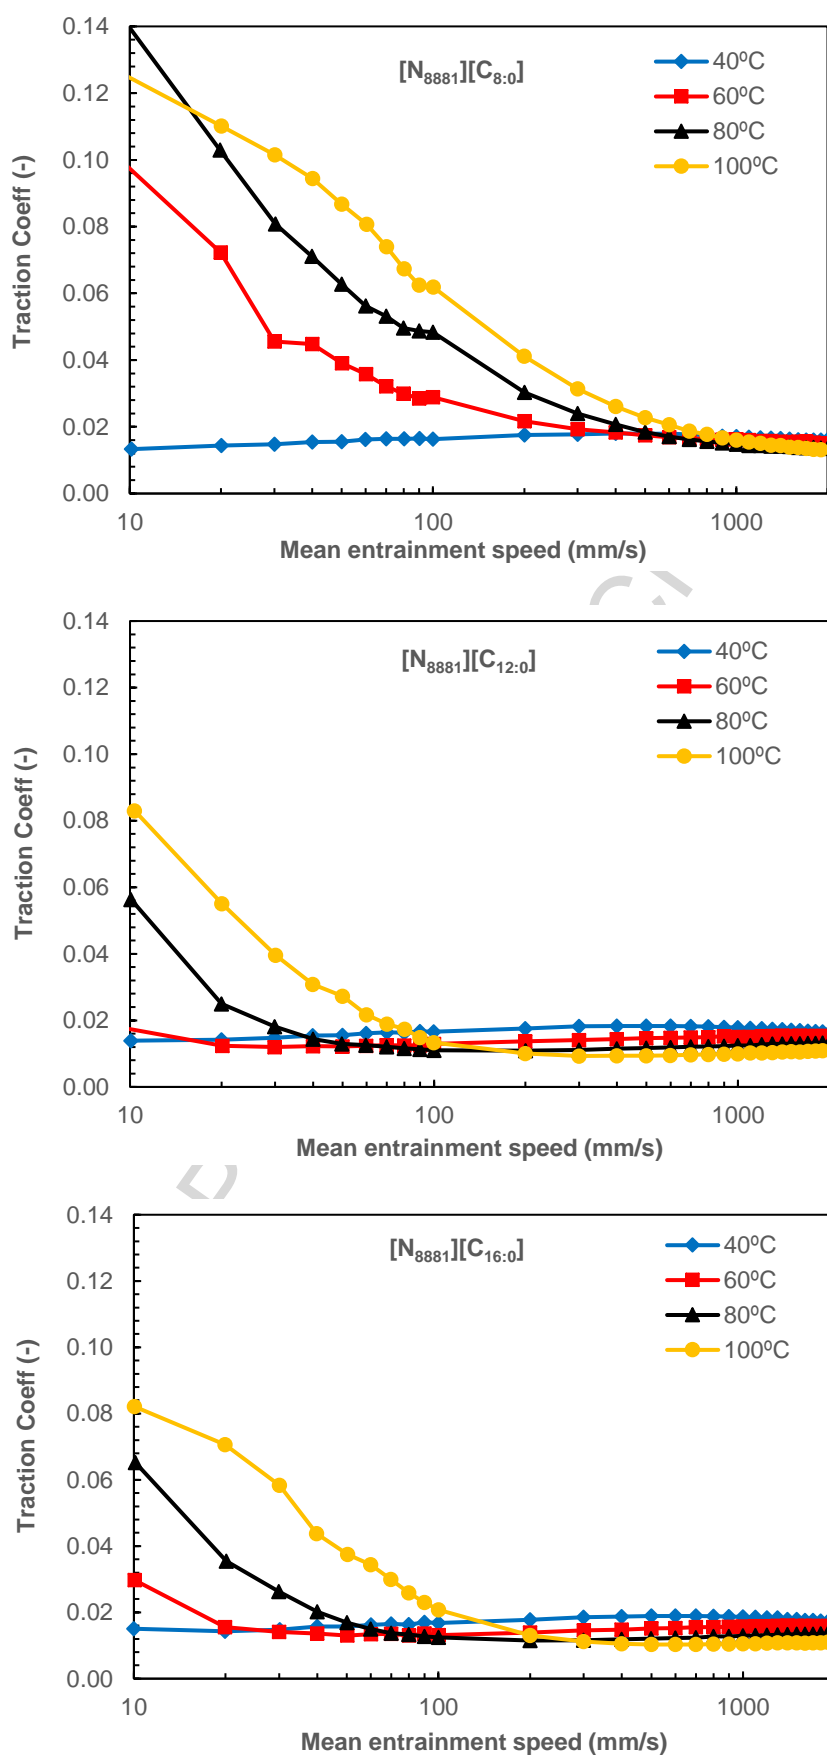 [N8881][C8:0]
40ºC
60ºC
80ºC
100ºC
Traction Coeff (-)
0.14
0.12
0.10
0.08
0.06
0.04
0.02
0.00
10
100
1000
Mean entrainment speed (mm/s)
[N8881][C12:0]
40ºC
60ºC
80ºC
100ºC
Traction Coeff (-)
0.14
0.12
0.10
0.08
0.06
0.04
0.02
0.00
10
100
1000
Mean entrainment speed (mm/s)
[N8881][C16:0]
40ºC
60ºC
80ºC
100ºC
Traction Coeff (-)
0.14
0.12
0.10
0.08
0.06
0.04
0.02
0.00
10
100
1000
Mean entrainment speed (mm/s)